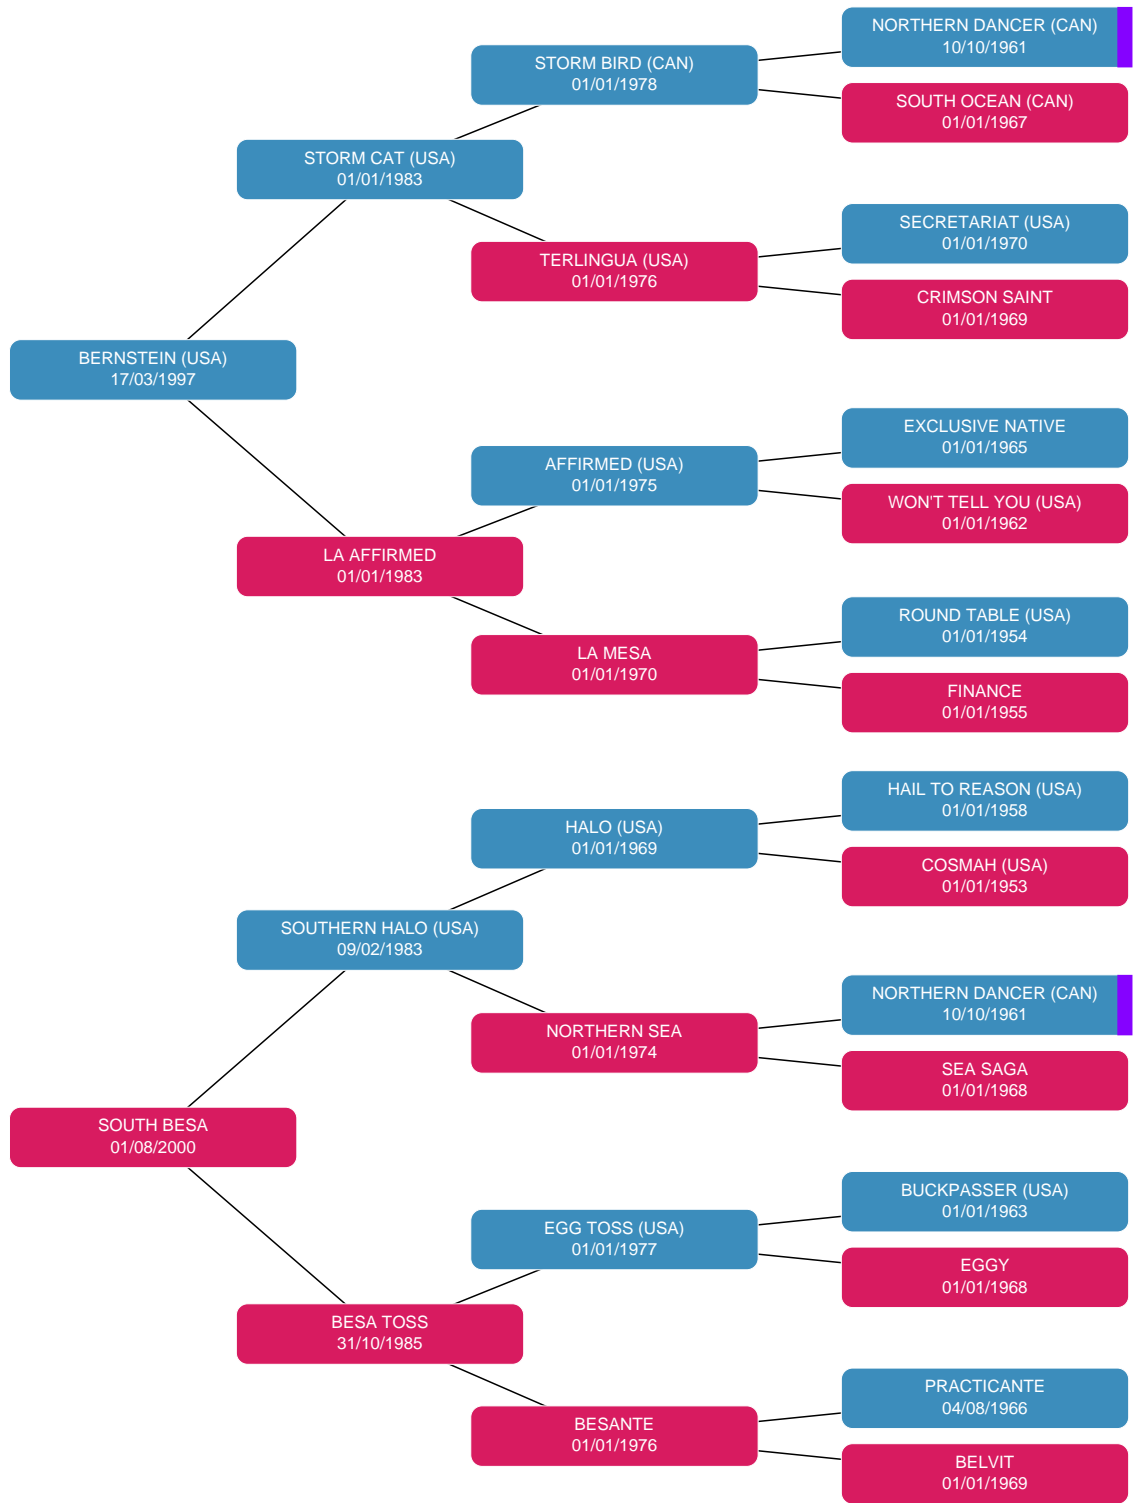 NORTHERN DANCER (CAN)
10/10/1961
STORM BIRD (CAN)
01/01/1978
SOUTH OCEAN (CAN)
01/01/1967
STORM CAT (USA)
01/01/1983
SECRETARIAT (USA)
01/01/1970
TERLINGUA (USA)
01/01/1976
CRIMSON SAINT
01/01/1969
BERNSTEIN (USA)
17/03/1997
EXCLUSIVE NATIVE
01/01/1965
AFFIRMED (USA)
01/01/1975
WON'T TELL YOU (USA)
01/01/1962
LA AFFIRMED
01/01/1983
ROUND TABLE (USA)
01/01/1954
LA MESA
01/01/1970
FINANCE
01/01/1955
HAIL TO REASON (USA)
01/01/1958
HALO (USA)
01/01/1969
COSMAH (USA)
01/01/1953
SOUTHERN HALO (USA)
09/02/1983
NORTHERN DANCER (CAN)
10/10/1961
NORTHERN SEA
01/01/1974
SEA SAGA
01/01/1968
SOUTH BESA
01/08/2000
BUCKPASSER (USA)
01/01/1963
EGG TOSS (USA)
01/01/1977
EGGY
01/01/1968
BESA TOSS
31/10/1985
PRACTICANTE
04/08/1966
BESANTE
01/01/1976
BELVIT
01/01/1969